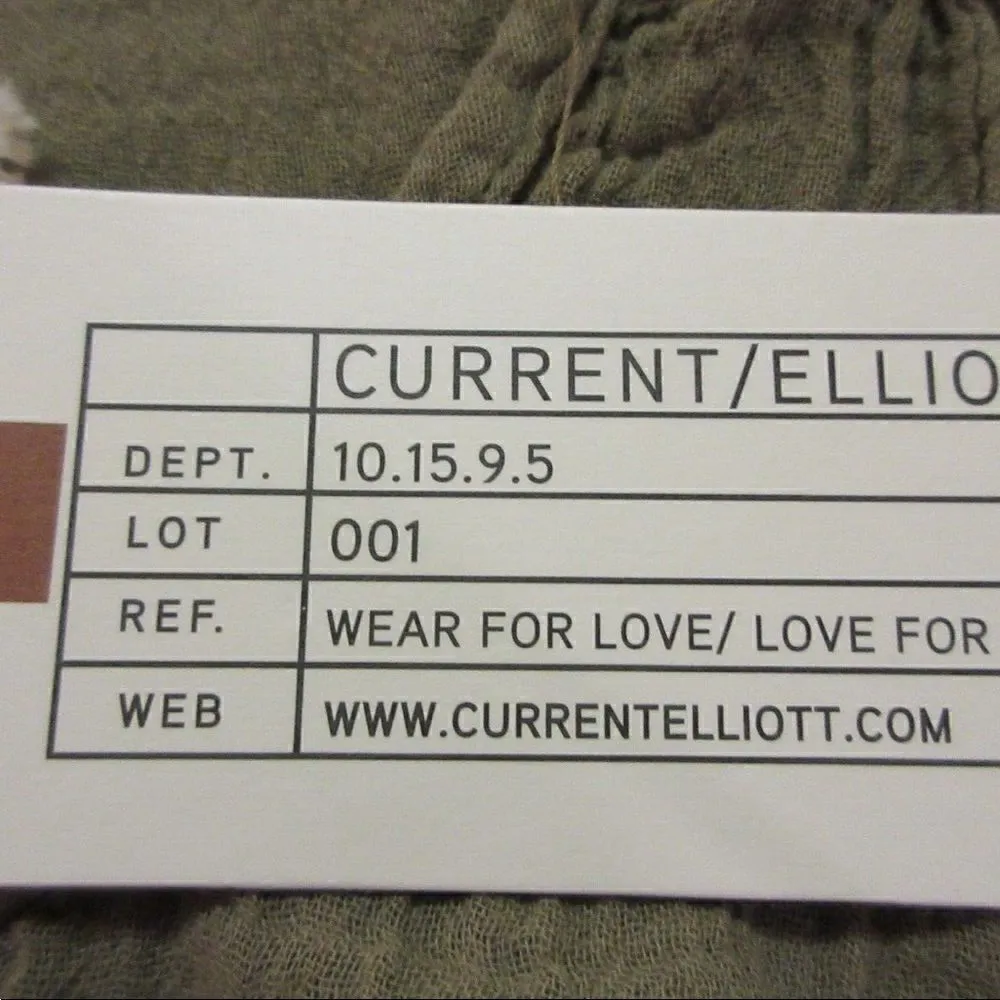 CURRENT/ELLIO
DEPT. 10.15.9.5
LOT 001
REF. WEAR FOR LOVE/ LOVE FOR
WEB WWW.CURRENTELLIOTT.COM